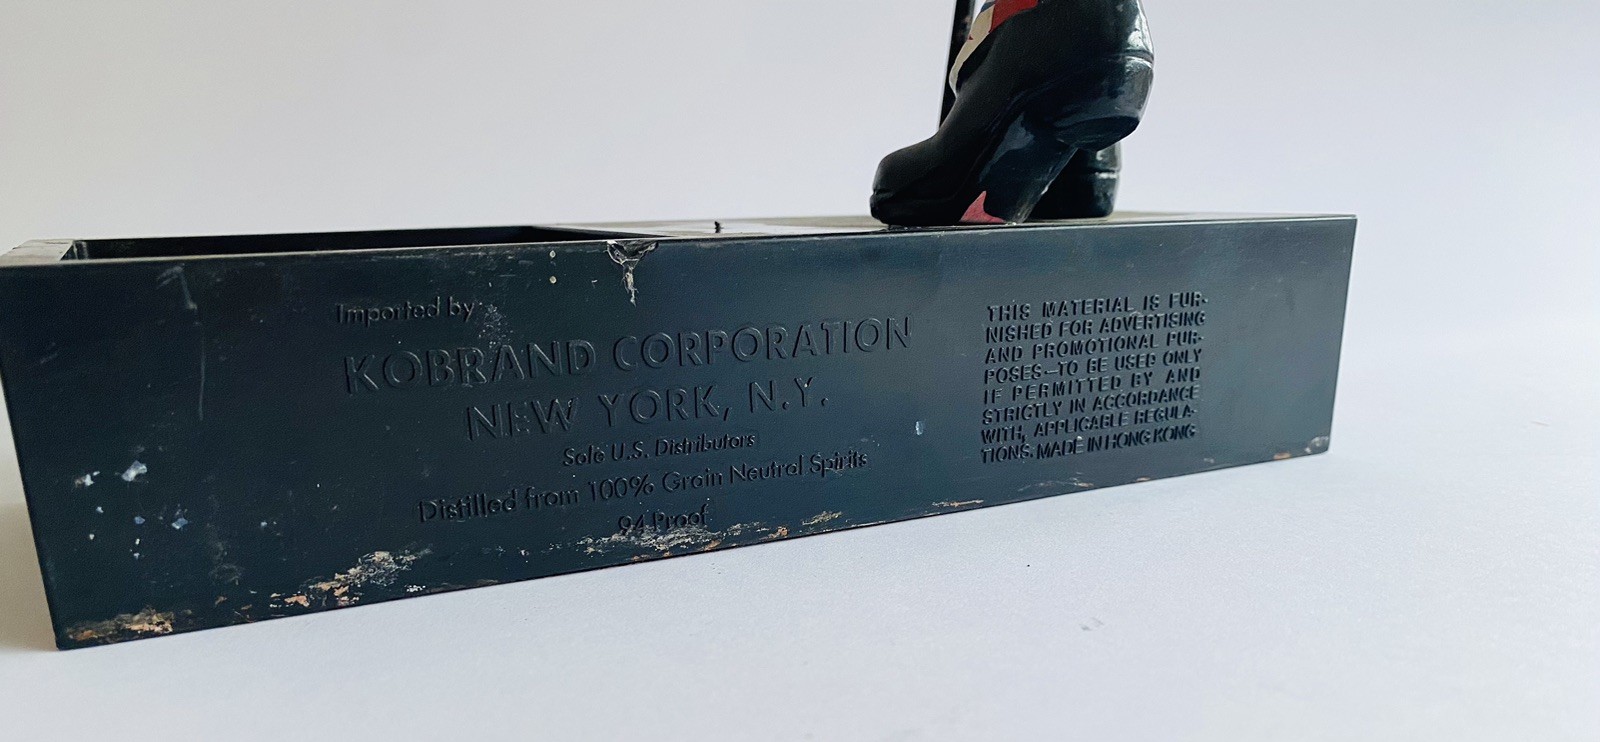 Imported by
KOBRAND CORPORATION
NEW YORK, N.Y.
Sole U.S. Distributors
Distilled from 100% Grain Neutral Spirits
94 Proof
THIS MATERIAL IS FUR-
NISHED FOR ADVERTISING
AND PROMOTIONAL PUR-
POSES—TO BE USED ONLY
IF PERMITTED BY AND
STRICTLY IN ACCORDANCE
WITH, APPLICABLE REGULA-
TIONS. MADE IN HONG KONG